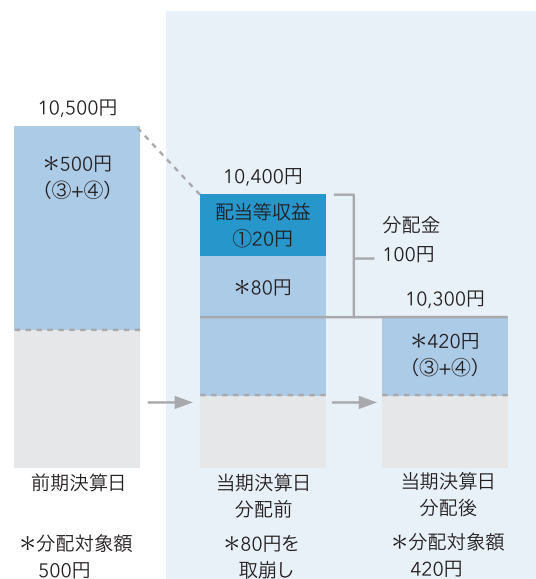 10,500円
＊500円
（③+④）
10,400円
配当等収益
①20円
＊80円
分配金
100円
10,300円
＊420円
（③+④）
前期決算日
当期決算日
分配前
当期決算日
分配後
＊分配対象額
500円
＊80円を
取崩し
＊分配対象額
420円